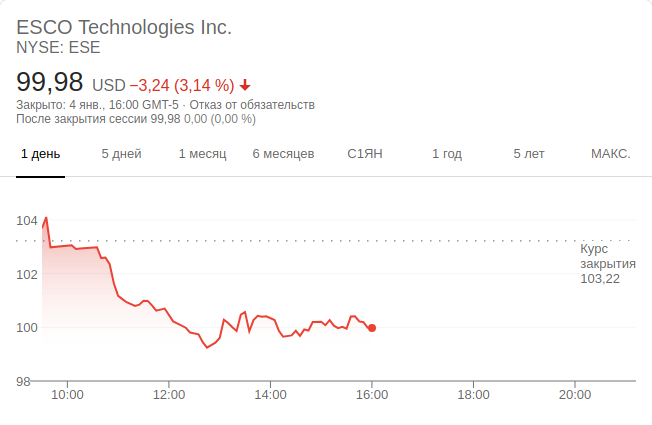 ESCO Technologies Inc.
NYSE: ESE
99,98 USD −3,24 (3,14 %)
Закрыто: 4 янв., 16:00 GMT-5 · Отказ от обязательств
После закрытия сессии 99,98 0,00 (0,00 %)
1 день 5 дней 1 месяц 6 месяцев С1ЯН 1 год 5 лет МАКС.
104
Курс
закрытия
103,22
102
100
98
10:00 12:00 14:00 16:00 18:00 20:00